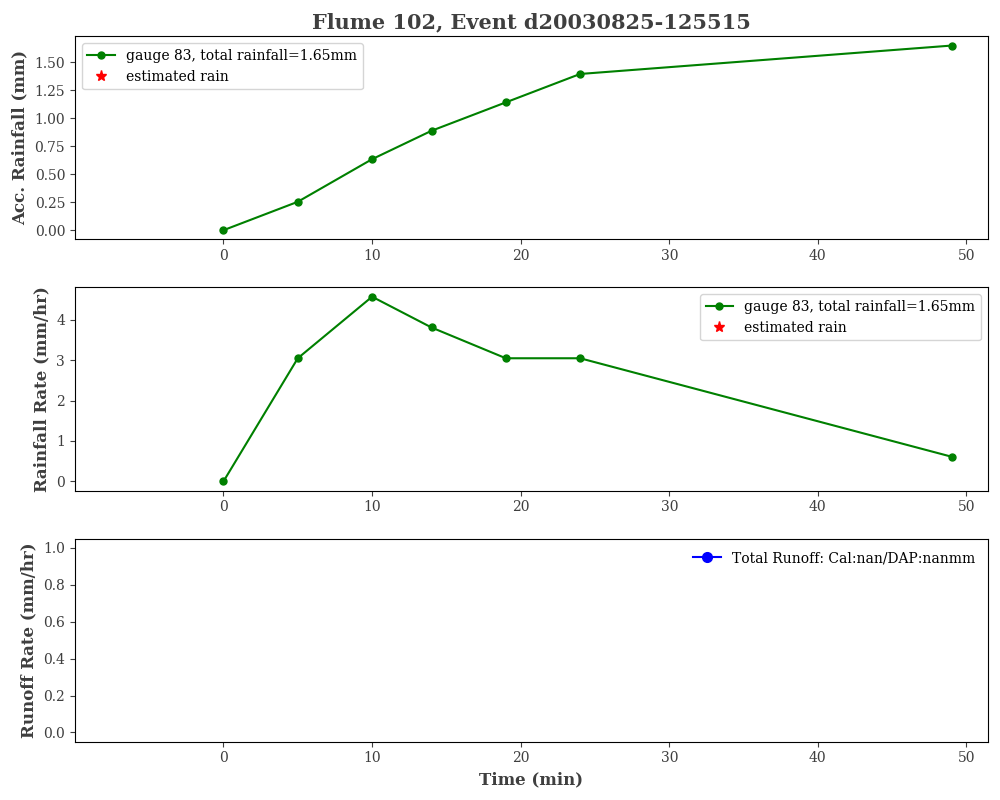 Flume 102, Event d20030825-125515
gauge 83, total rainfall=1.65mm
estimated rain
Acc. Rainfall (mm)
1.50
1.25
1.00
0.75
0.50
0.25
0.00
0 10 20 30 40 50
gauge 83, total rainfall=1.65mm
estimated rain
Rainfall Rate (mm/hr)
4
3
2
1
0
0 10 20 30 40 50
Total Runoff: Cal:nan/DAP:nanmm
Runoff Rate (mm/hr)
1.0
0.8
0.6
0.4
0.2
0.0
0 10 20 30 40 50
Time (min)